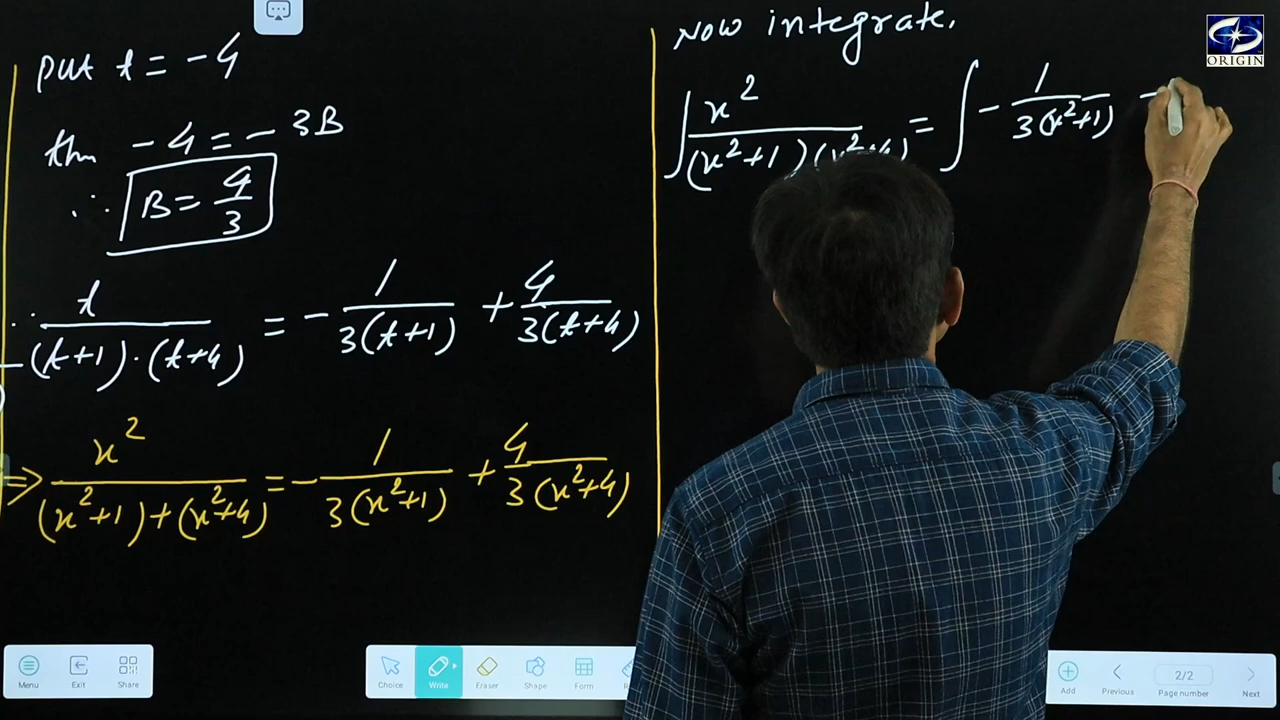 put t = -4
then -4 = -3B
∴ B = 4/3
∴ t/((t+1)·(t+4)) = -1/(3(t+1)) + 4/(3(t+4))
⇒ x²/((x²+1)+(x²+4)) = -1/(3(x²+1)) + 4/(3(x²+4))
Now integrate.
∫ x²/((x²+1)(x²+4) = ∫ -1/(3(x²+1))
ORIGIN
Menu
Exit
Share
Choice
Write
Eraser
Shape
Form
Add
Previous
2/2
Page number
Next